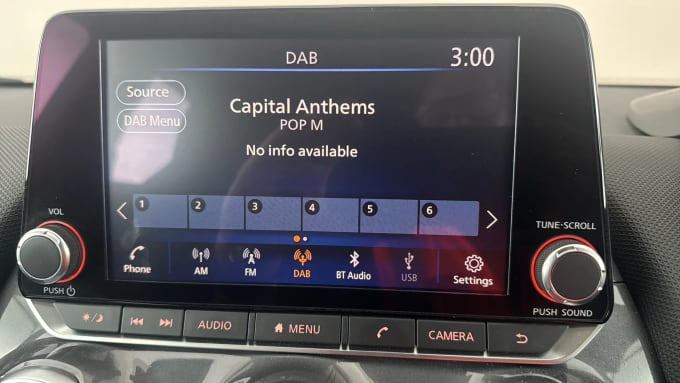 DAB
3:00
Source
DAB Menu
Capital Anthems
POP M
No info available
1 2 3 4 5 6
Phone AM FM DAB BT Audio USB Settings
VOL
PUSH
TUNE·SCROLL
PUSH SOUND
AUDIO MENU CAMERA